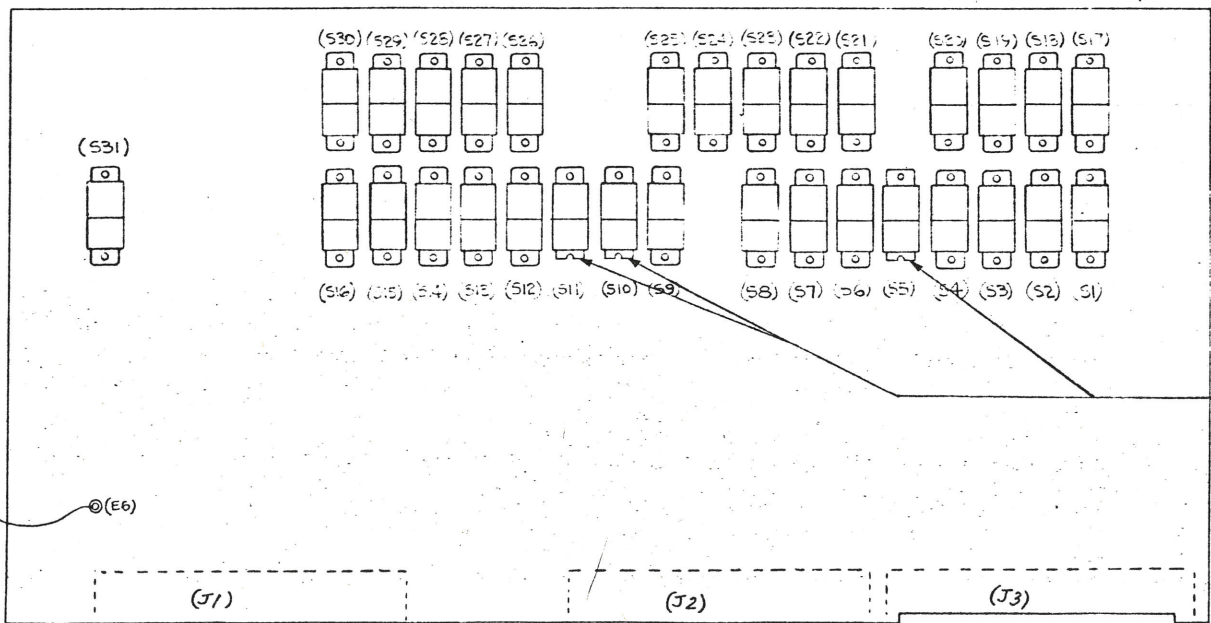 (S30) (S29) (S28) (S27) (S26) (S25) (S24) (S23) (S22) (S21) (S20) (S19) (S18) (S17)
(S31)
(S16) (S15) (S14) (S13) (S12) (S11) (S10) (S9) (S8) (S7) (S6) (S5) (S4) (S3) (S2) (S1)
(E6)
(J1) (J2) (J3)